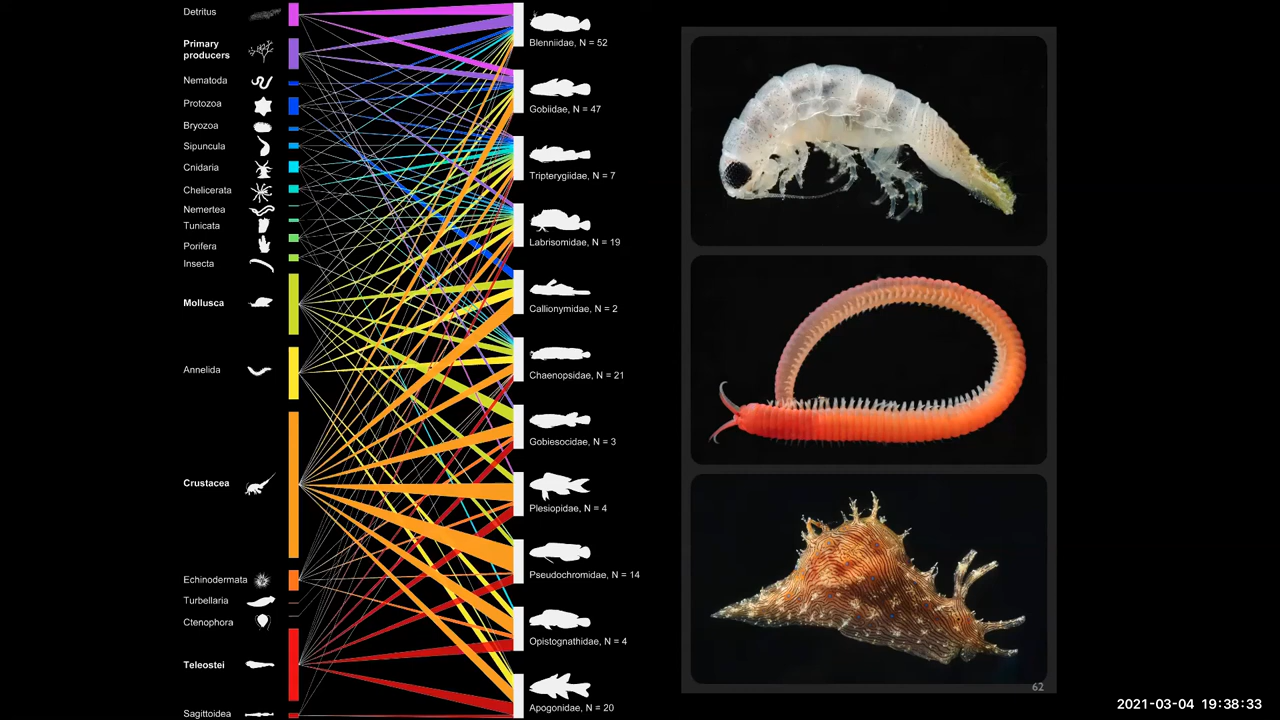 Detritus
Primary
producers
Nematoda
Protozoa
Bryozoa
Sipuncula
Cnidaria
Chelicerata
Nemertea
Tunicata
Porifera
Insecta
Mollusca
Annelida
Crustacea
Echinodermata
Turbellaria
Ctenophora
Teleostei
Sagittoidea
Blenniidae, N = 52
Gobiidae, N = 47
Tripterygiidae, N = 7
Labrisomidae, N = 19
Callionymidae, N = 2
Chaenopsidae, N = 21
Gobiesocidae, N = 3
Plesiopidae, N = 4
Pseudochromidae, N = 14
Opistognathidae, N = 4
Apogonidae, N = 20
62
2021-03-04 19:38:33